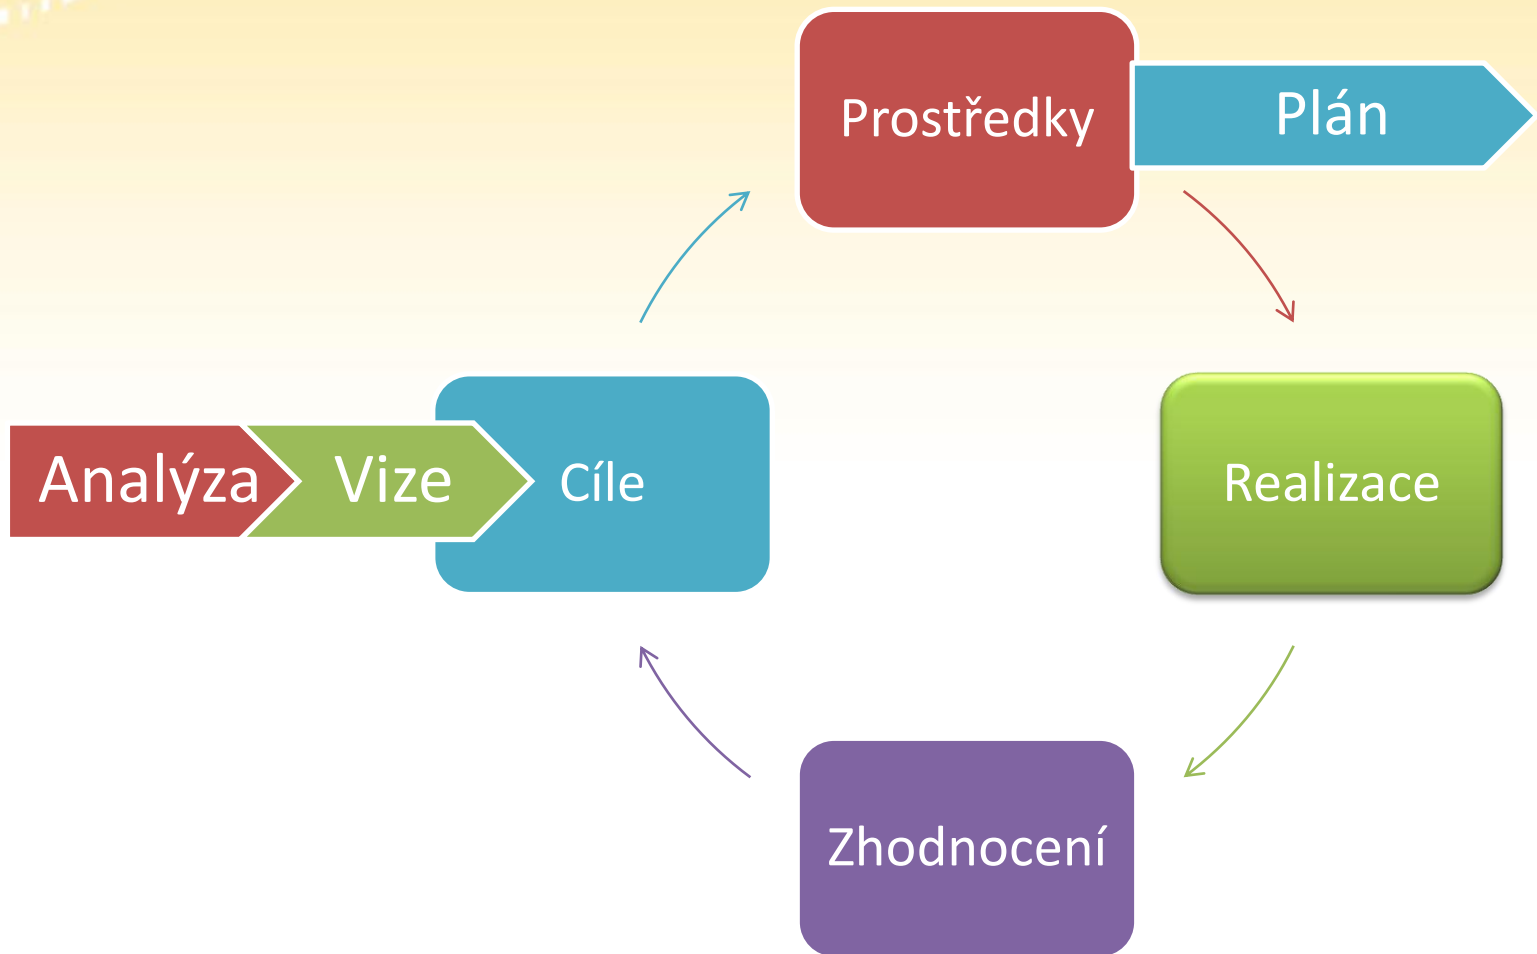 Prostředky
Plán
Analýza
Vize
Cíle
Realizace
Zhodnocení